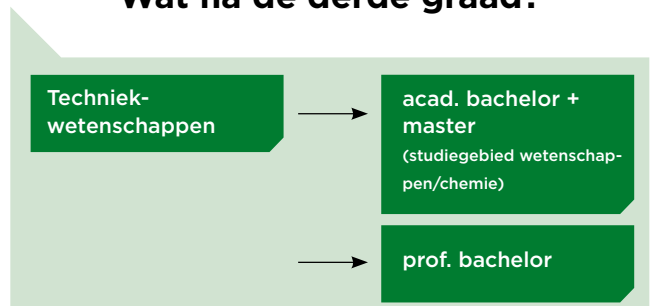 Wat na de derde graad?
Techniek-
wetenschappen
acad. bachelor +
master
(studiegebied wetenschap-
pen/chemie)
prof. bachelor